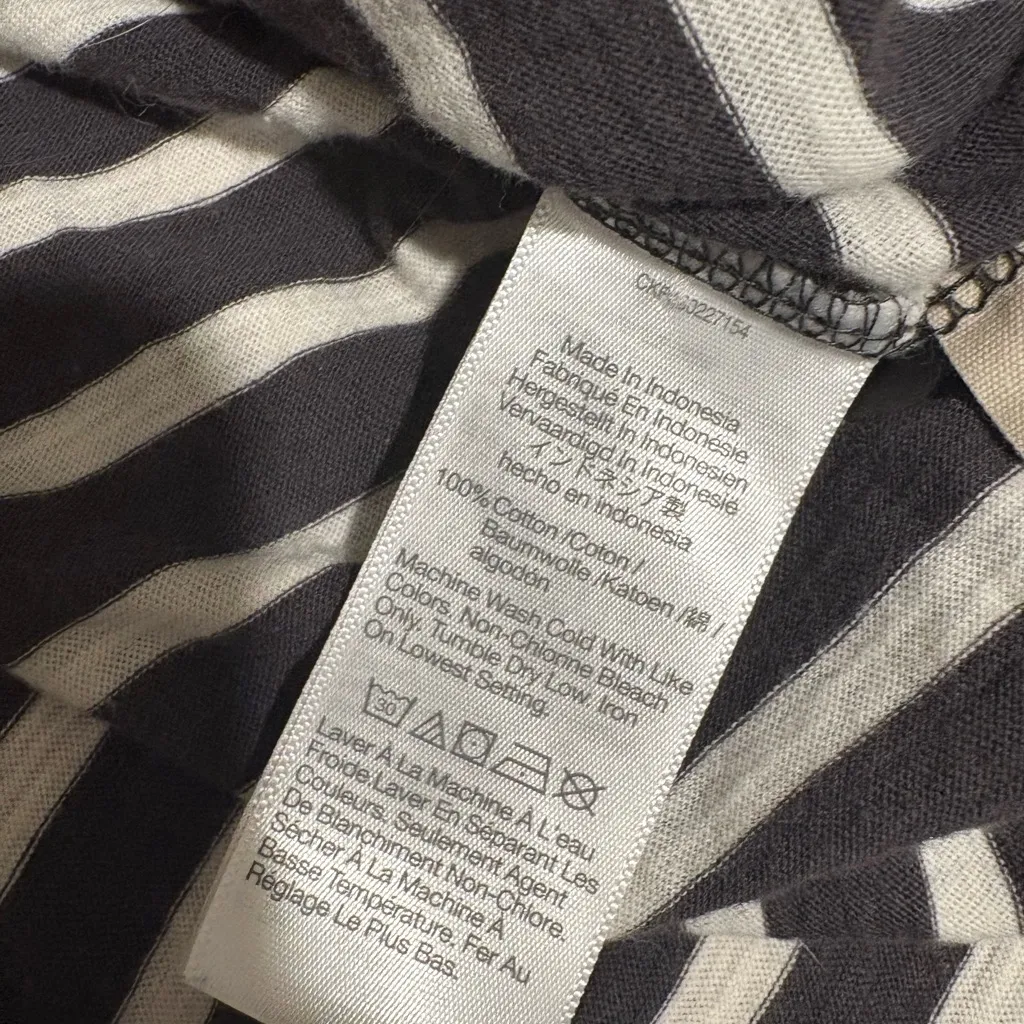 Made In Indonesia
Fabrique En Indonésie
Hergestellt In Indonesien
Vervaardigd In Indonesie
インドネシア製
hecho en indonesia
100% Cotton /Coton /
Baumwolle /Katoen /綿 /
algodón
Machine Wash Cold With Like
Colors. Non-Chlorine Bleach
Only. Tumble Dry Low. Iron
On Lowest Setting.
30
Laver À La Machine À L'eau
Froide.Laver En Séparant Les
Couleurs. Seulement Agent
De Blanchiment Non-Chlore.
Sécher À La Machine À
Basse Température. Fer Au
Réglage Le Plus Bas.